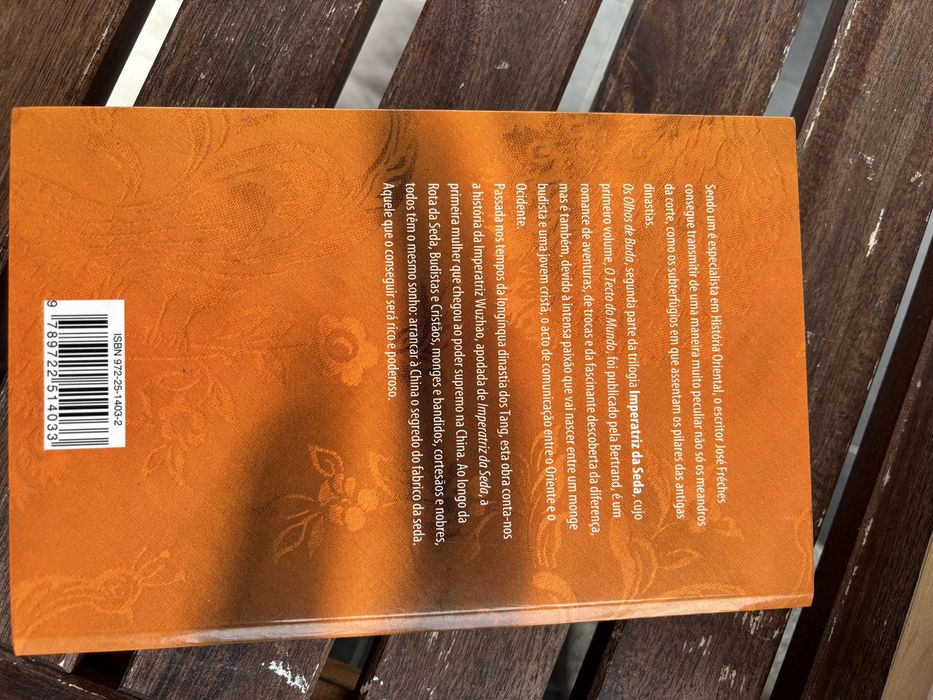 Sendo um é especialista em História Oriental, o escritor José Fréches
consegue transmitir de uma maneira muito peculiar não só os meandros
da corte, como os subterfúgios em que assentam os pilares das antigas
dinastias.
Os Olhos de Buda, segunda parte da trilogia Imperatriz da Seda, cujo
primeiro volume, O Tecto do Mundo, foi publicado pela Bertrand é um
romance de aventuras, de trocas e da fascinante descoberta da diferença,
mas é também, devido à intensa paixão que vai nascer entre um monge
budista e uma jovem cristã, o acto de comunicação entre o Oriente e o
Ocidente.
Passada nos tempos da longínqua dinastia dos Tang, esta obra conta-nos
a história da Imperatriz Wuzhao, apodada de Imperatriz da Seda, a
primeira mulher que chegou ao poder supremo na China. Ao longo da
Rota da Seda, Budistas e Cristãos, monges e bandidos, cortesãos e nobres,
todos têm o mesmo sonho: arrancar à China o segredo do fabrico da seda.
Aquele que o conseguir será rico e poderoso.
ISBN 972-25-1403-2
9 789722 514033